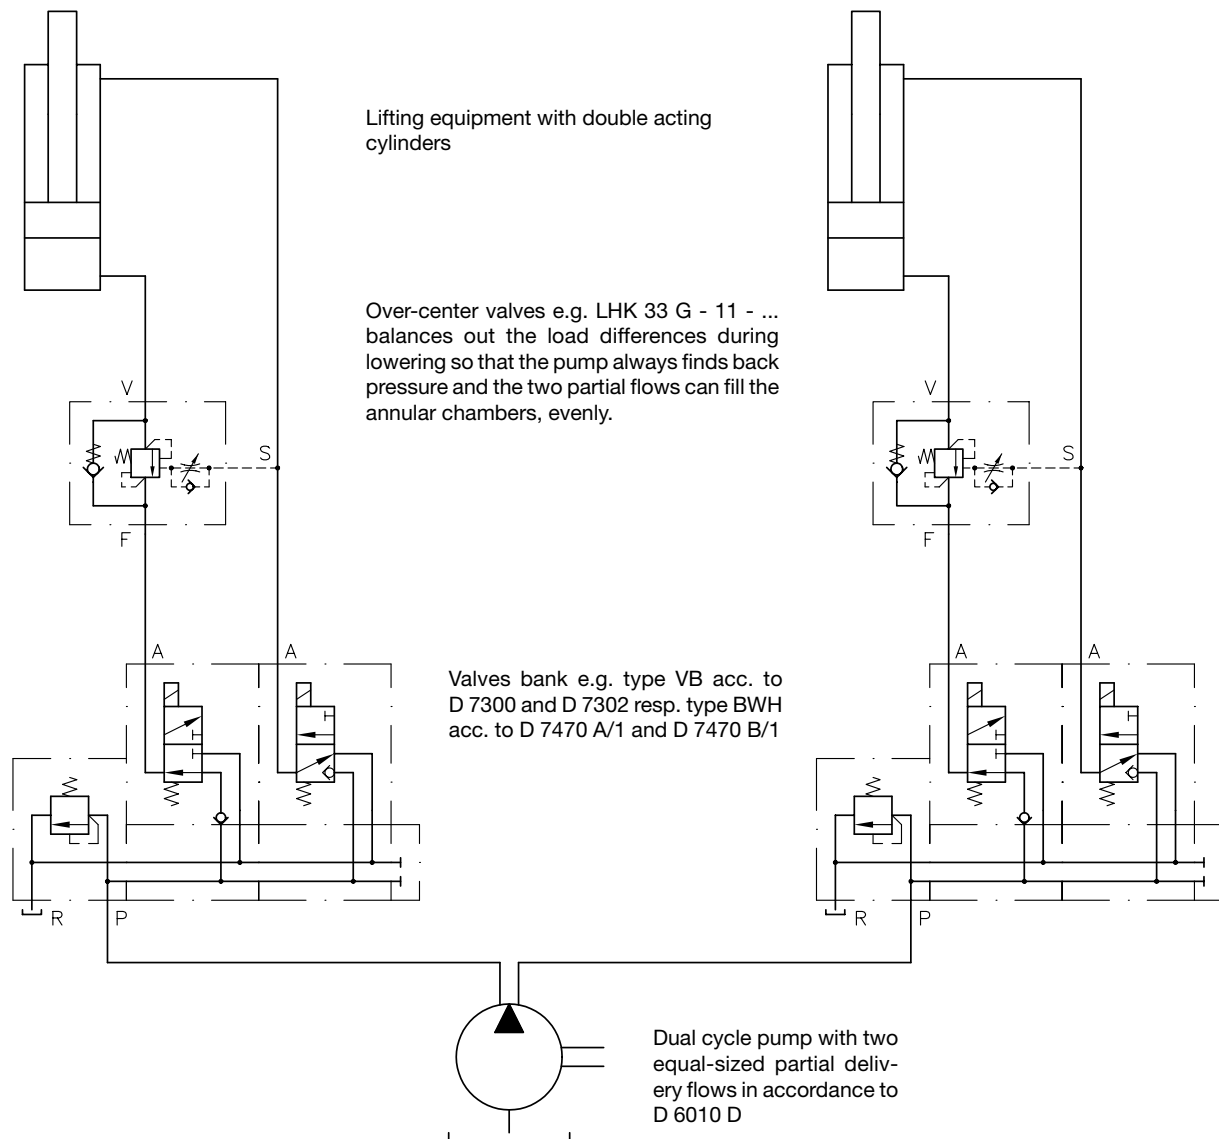 Lifting equipment with double acting
cylinders
Over-center valves e.g. LHK 33 G - 11 - ...
balances out the load differences during
lowering so that the pump always finds back
pressure and the two partial flows can fill the
annular chambers, evenly.
V
V
S
S
F
F
A
A
A
A
Valves bank e.g. type VB acc. to
D 7300 and D 7302 resp. type BWH
acc. to D 7470 A/1 and D 7470 B/1
R
P
R
P
Dual cycle pump with two
equal-sized partial deliv-
ery flows in accordance to
D 6010 D